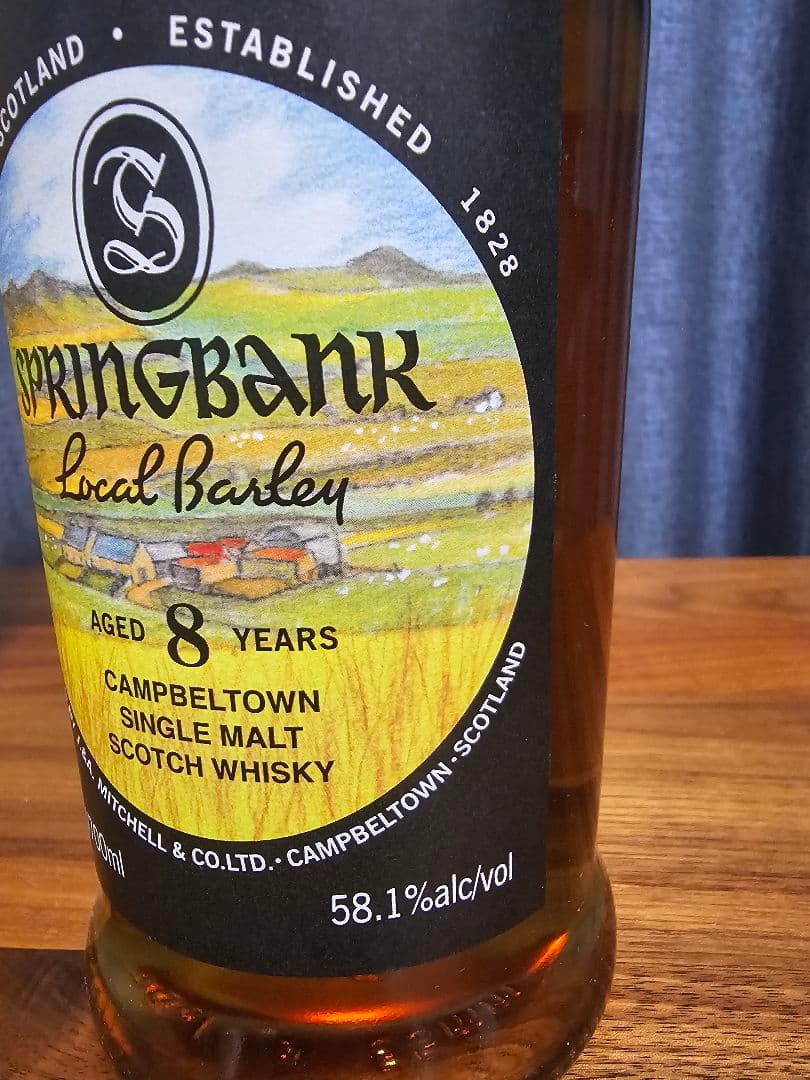 SCOTLAND • ESTABLISHED 1828
S
SPRINGBANK
Local Barley
AGED 8 YEARS
CAMPBELTOWN
SINGLE MALT
SCOTCH WHISKY
J.&A. MITCHELL & CO.LTD. • CAMPBELTOWN • SCOTLAND
700ml
58.1%alc/vol